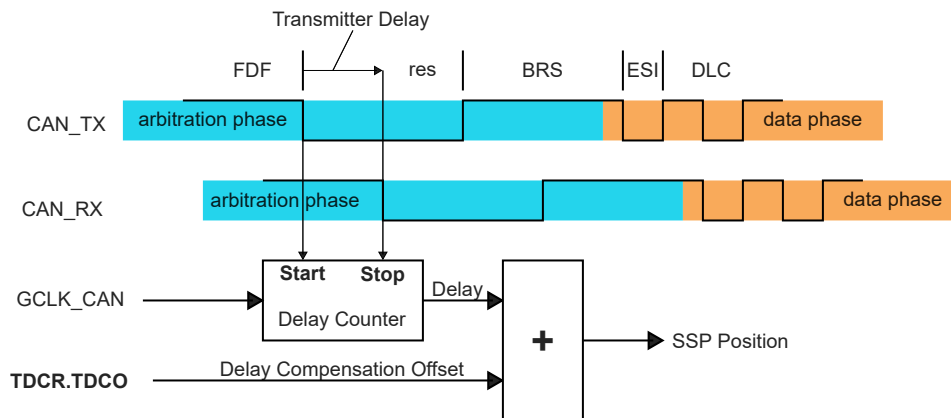 Transmitter Delay
FDF
res
BRS
ESI
DLC
CAN_TX
arbitration phase
data phase
CAN_RX
arbitration phase
data phase
Start
Stop
GCLK_CAN
Delay Counter
Delay
+
SSP Position
TDCR.TDCO
Delay Compensation Offset